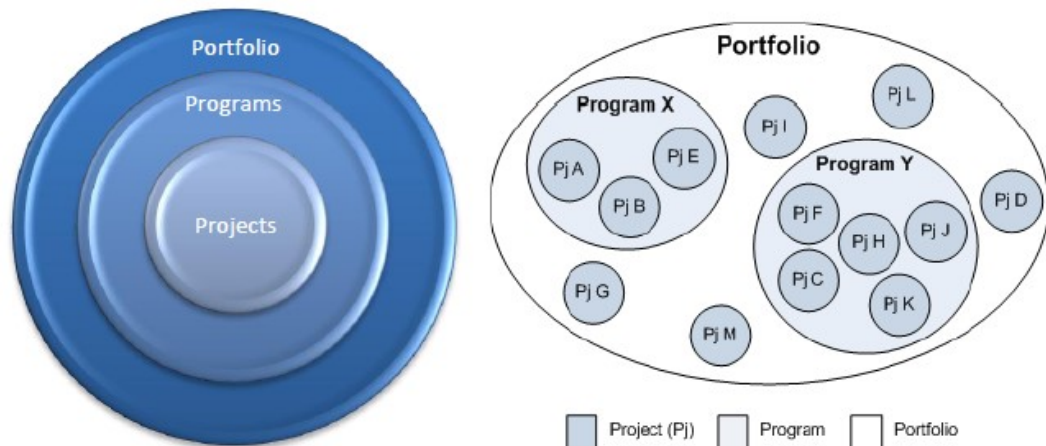 Portfolio
Programs
Projects
Portfolio
Program X
Pj A
Pj E
Pj B
Pj I
Pj L
Program Y
Pj F
Pj H
Pj J
Pj C
Pj K
Pj D
Pj G
Pj M
Project (Pj)
Program
Portfolio